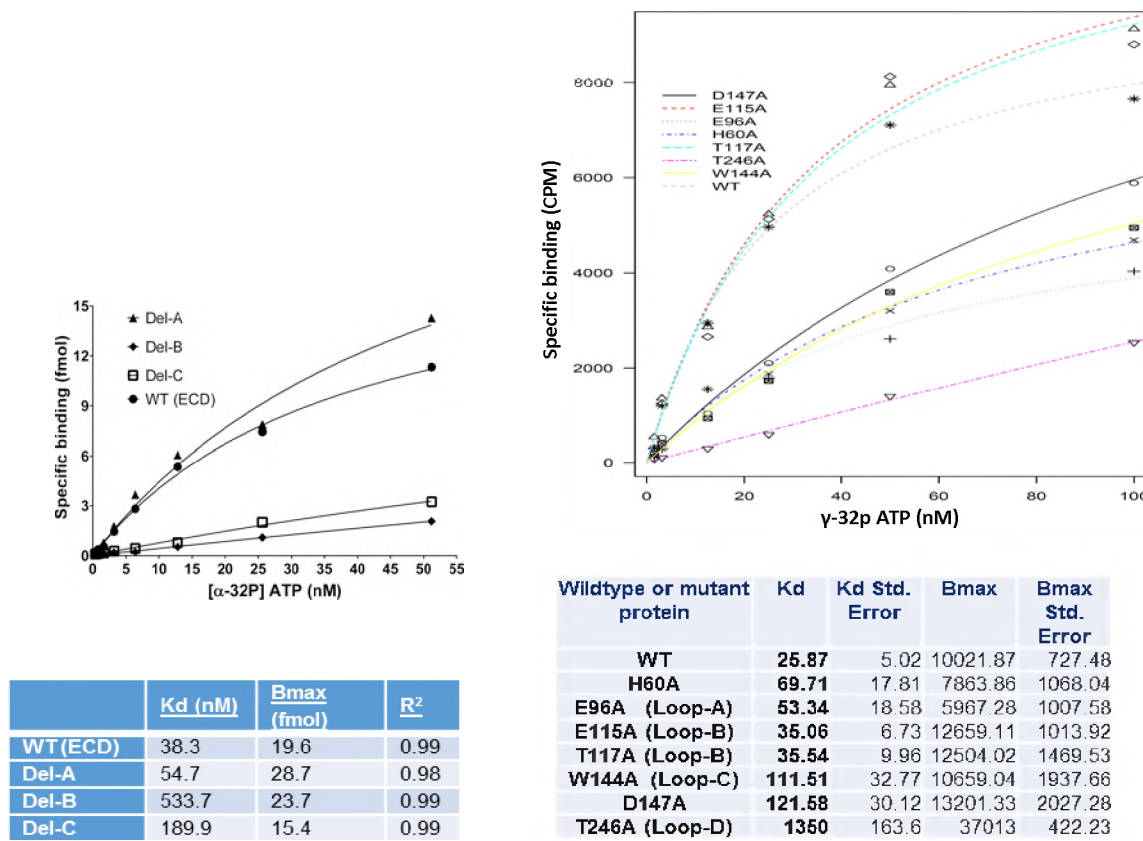 Specific binding (fmol)
15
12
9
6
3
0
Del-A
Del-B
Del-C
WT (ECD)
0 5 10 15 20 25 30 35 40 45 50 55
[α-32P] ATP (nM)
Kd (nM) Bmax (fmol) R²
WT(ECD) 38.3 19.6 0.99
Del-A 54.7 28.7 0.98
Del-B 533.7 23.7 0.99
Del-C 189.9 15.4 0.99
Specific binding (CPM)
8000
6000
4000
2000
0
D147A
E115A
E96A
H60A
T117A
T246A
W144A
WT
0 20 40 60 80 100
γ-32p ATP (nM)
Wildtype or mutant Kd Kd Std. Bmax Bmax
protein Error Std.
Error
WT 25.87 5.02 10021.87 727.48
H60A 69.71 17.81 7863.86 1068.04
E96A (Loop-A) 53.34 18.58 5967.28 1007.58
E115A (Loop-B) 35.06 6.73 12659.11 1013.92
T117A (Loop-B) 35.54 9.96 12504.02 1469.53
W144A (Loop-C) 111.51 32.77 10659.04 1937.66
D147A 121.58 30.12 13201.33 2027.28
T246A (Loop-D) 1350 163.6 37013 422.23